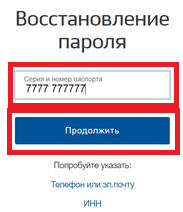 Восстановление
пароля
Серия и номер паспорта
7777 777777
Продолжить
Попробуйте указать:
Телефон или эл.почту
ИНН